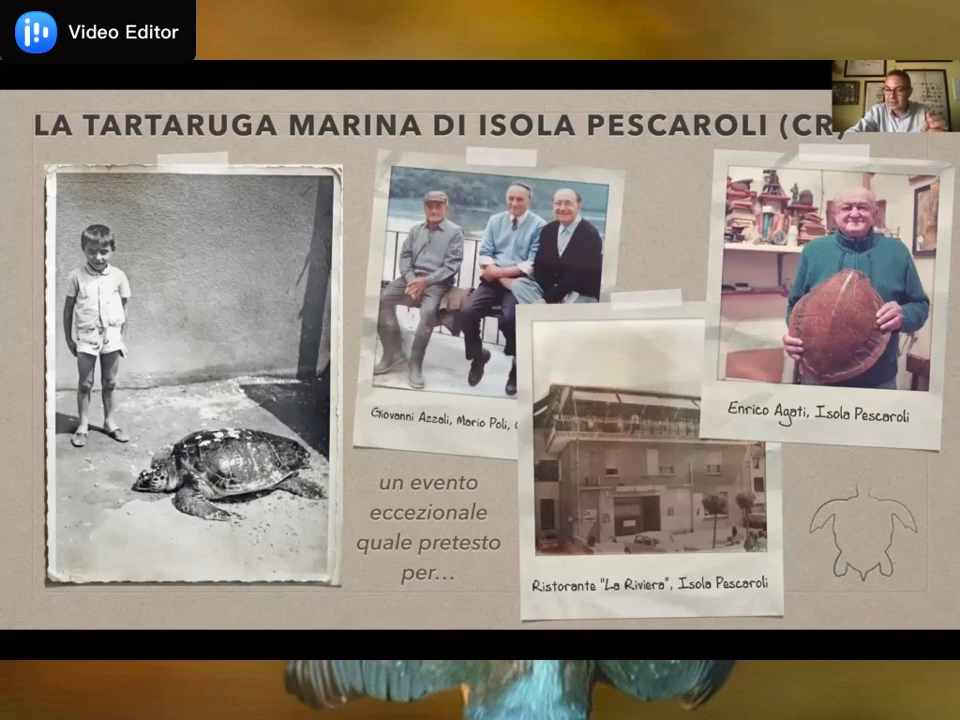 Video Editor
LA TARTARUGA MARINA DI ISOLA PESCAROLI (CR)
Giovanni Azzali, Mario Poli,
Enrico Agati, Isola Pescaroli
un evento
eccezionale
quale pretesto
per...
Ristorante "La Riviera", Isola Pescaroli